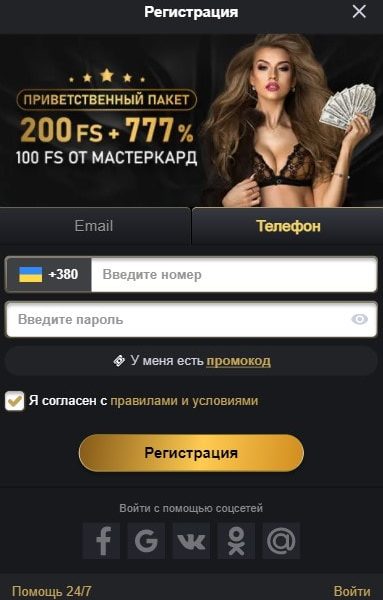 Регистрация
ПРИВЕТСТВЕННЫЙ ПАКЕТ
200 FS + 777 %
100 FS ОТ МАСТЕРКАРД
Email
Телефон
+380
Введите номер
Введите пароль
У меня есть промокод
Я согласен с правилами и условиями
Регистрация
Войти с помощью соцсетей
Помощь 24/7
Войти